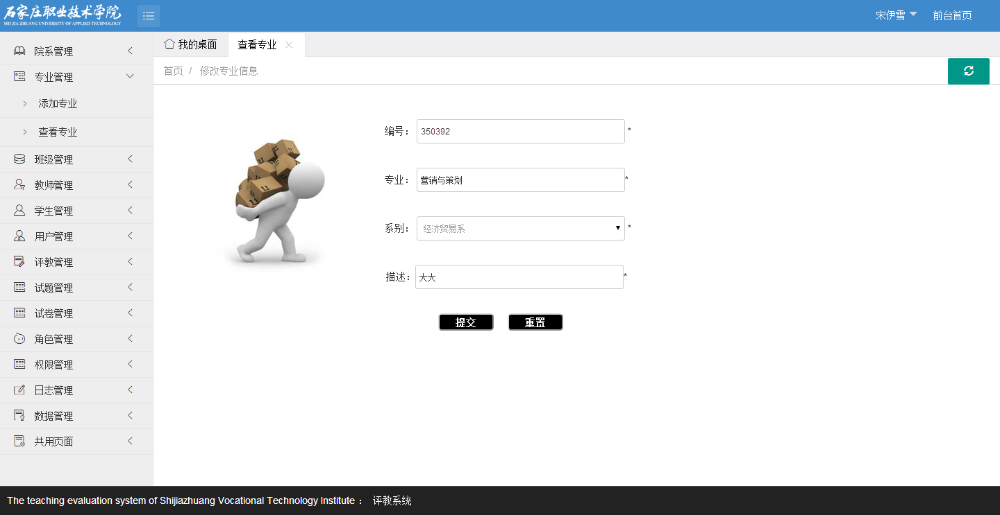 石家庄职业技术学院
SHI JIA ZHUANG UNIVERSITY OF APPLIED TECHNOLOGY
宋伊雪 前台首页
院系管理
专业管理
添加专业
查看专业
班级管理
教师管理
学生管理
用户管理
评教管理
试题管理
试卷管理
角色管理
权限管理
日志管理
数据管理
共用页面
我的桌面 查看专业
首页 / 修改专业信息
编号： 350392 *
专业： 营销与策划 *
系别： 经济贸易系 *
描述： 大大 *
提交 重置
The teaching evaluation system of Shijiazhuang Vocational Technology Institute ： 评教系统